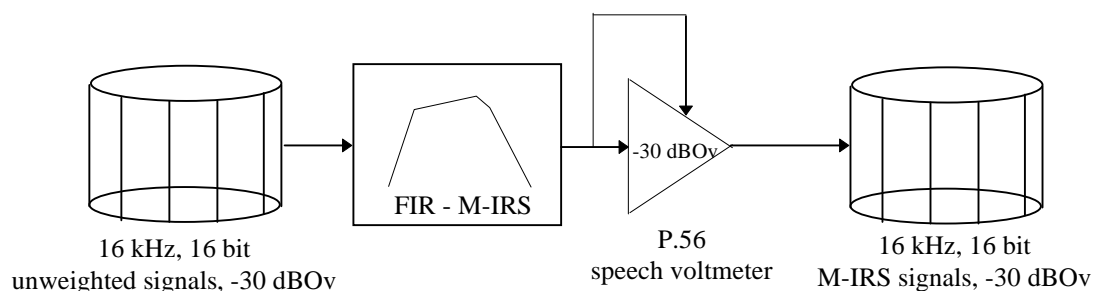 -30 dBOv
FIR - M-IRS
16 kHz, 16 bit
unweighted signals, -30 dBOv
P.56
speech voltmeter
16 kHz, 16 bit
M-IRS signals, -30 dBOv